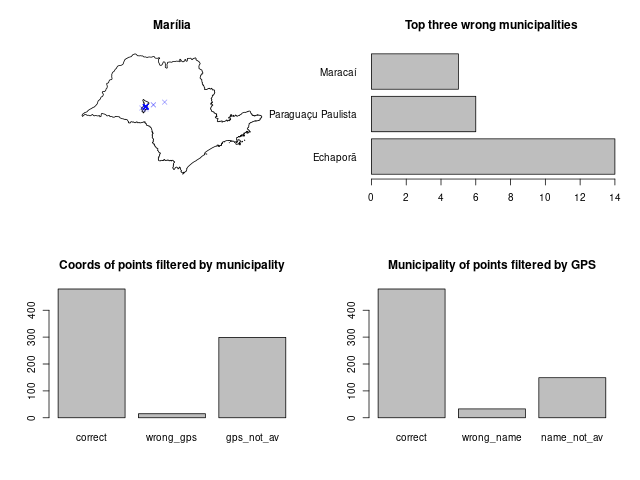 Marília
Top three wrong municipalities
Maracaí
Paraguaçu Paulista
Echaporã
0 2 4 6 8 10 12 14
Coords of points filtered by municipality
400
300
200
100
0
correct wrong_gps gps_not_av
Municipality of points filtered by GPS
400
300
200
100
0
correct wrong_name name_not_av